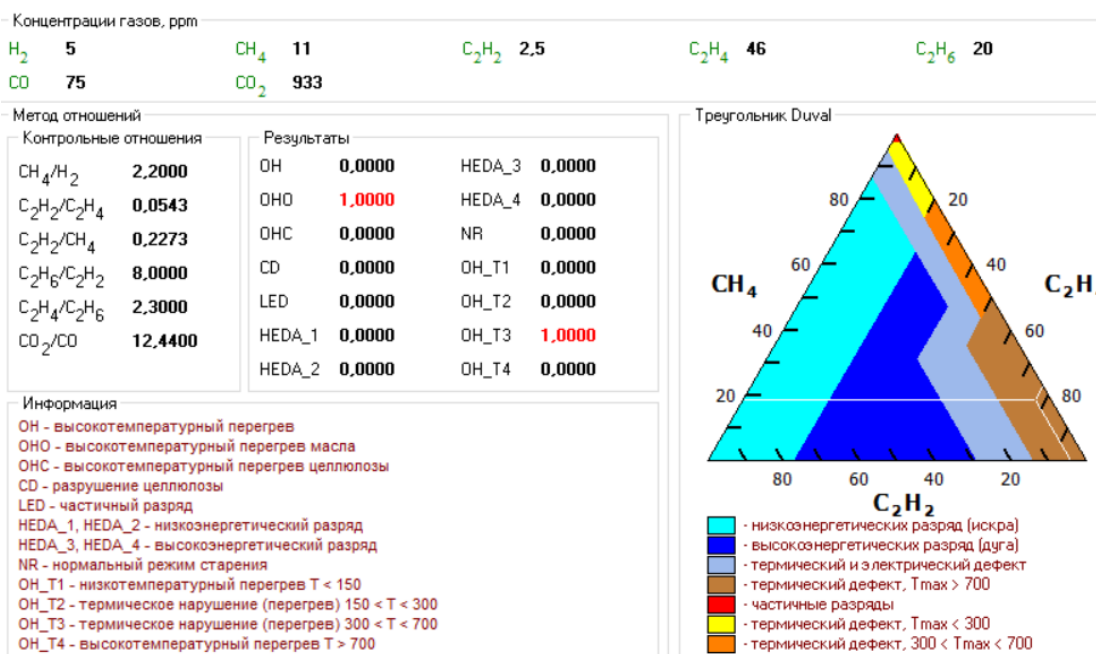 Концентрации газов, ppm
H2 5 CH4 11 C2H2 2,5 C2H4 46 C2H6 20
CO 75 CO2 933
Метод отношений
Контрольные отношения
CH4/H2 2,2000
C2H2/C2H4 0,0543
C2H2/CH4 0,2273
C2H6/C2H2 8,0000
C2H4/C2H6 2,3000
CO2/CO 12,4400
Результаты
OH 0,0000 HEDA_3 0,0000
OHO 1,0000 HEDA_4 0,0000
OHC 0,0000 NR 0,0000
CD 0,0000 OH_T1 0,0000
LED 0,0000 OH_T2 0,0000
HEDA_1 0,0000 OH_T3 1,0000
HEDA_2 0,0000 OH_T4 0,0000
Информация
OH - высокотемпературный перегрев
OHO - высокотемпературный перегрев масла
OHC - высокотемпературный перегрев целлюлозы
CD - разрушение целлюлозы
LED - частичный разряд
HEDA_1, HEDA_2 - низкоэнергетический разряд
HEDA_3, HEDA_4 - высокоэнергетический разряд
NR - нормальный режим старения
OH_T1 - низкотемпературный перегрев T < 150
OH_T2 - термическое нарушение (перегрев) 150 < T < 300
OH_T3 - термическое нарушение (перегрев) 300 < T < 700
OH_T4 - высокотемпературный перегрев T > 700
Треугольник Duval
80 20
60 40
CH4 C2H
40 60
20 80
80 60 40 20
C2H2
- низкоэнергетических разряд (искра)
- высокоэнергетических разряд (дуга)
- термический и электрический дефект
- термический дефект, Tmax > 700
- частичные разряды
- термический дефект, Tmax < 300
- термический дефект, 300 < Tmax < 700